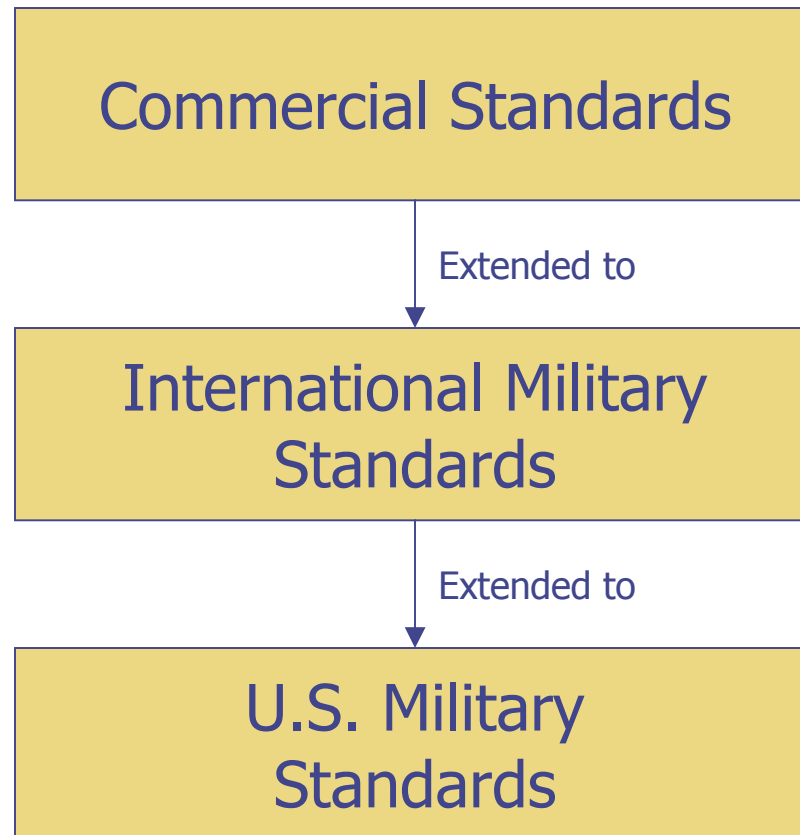 Commercial Standards
Extended to
International Military
Standards
Extended to
U.S. Military
Standards